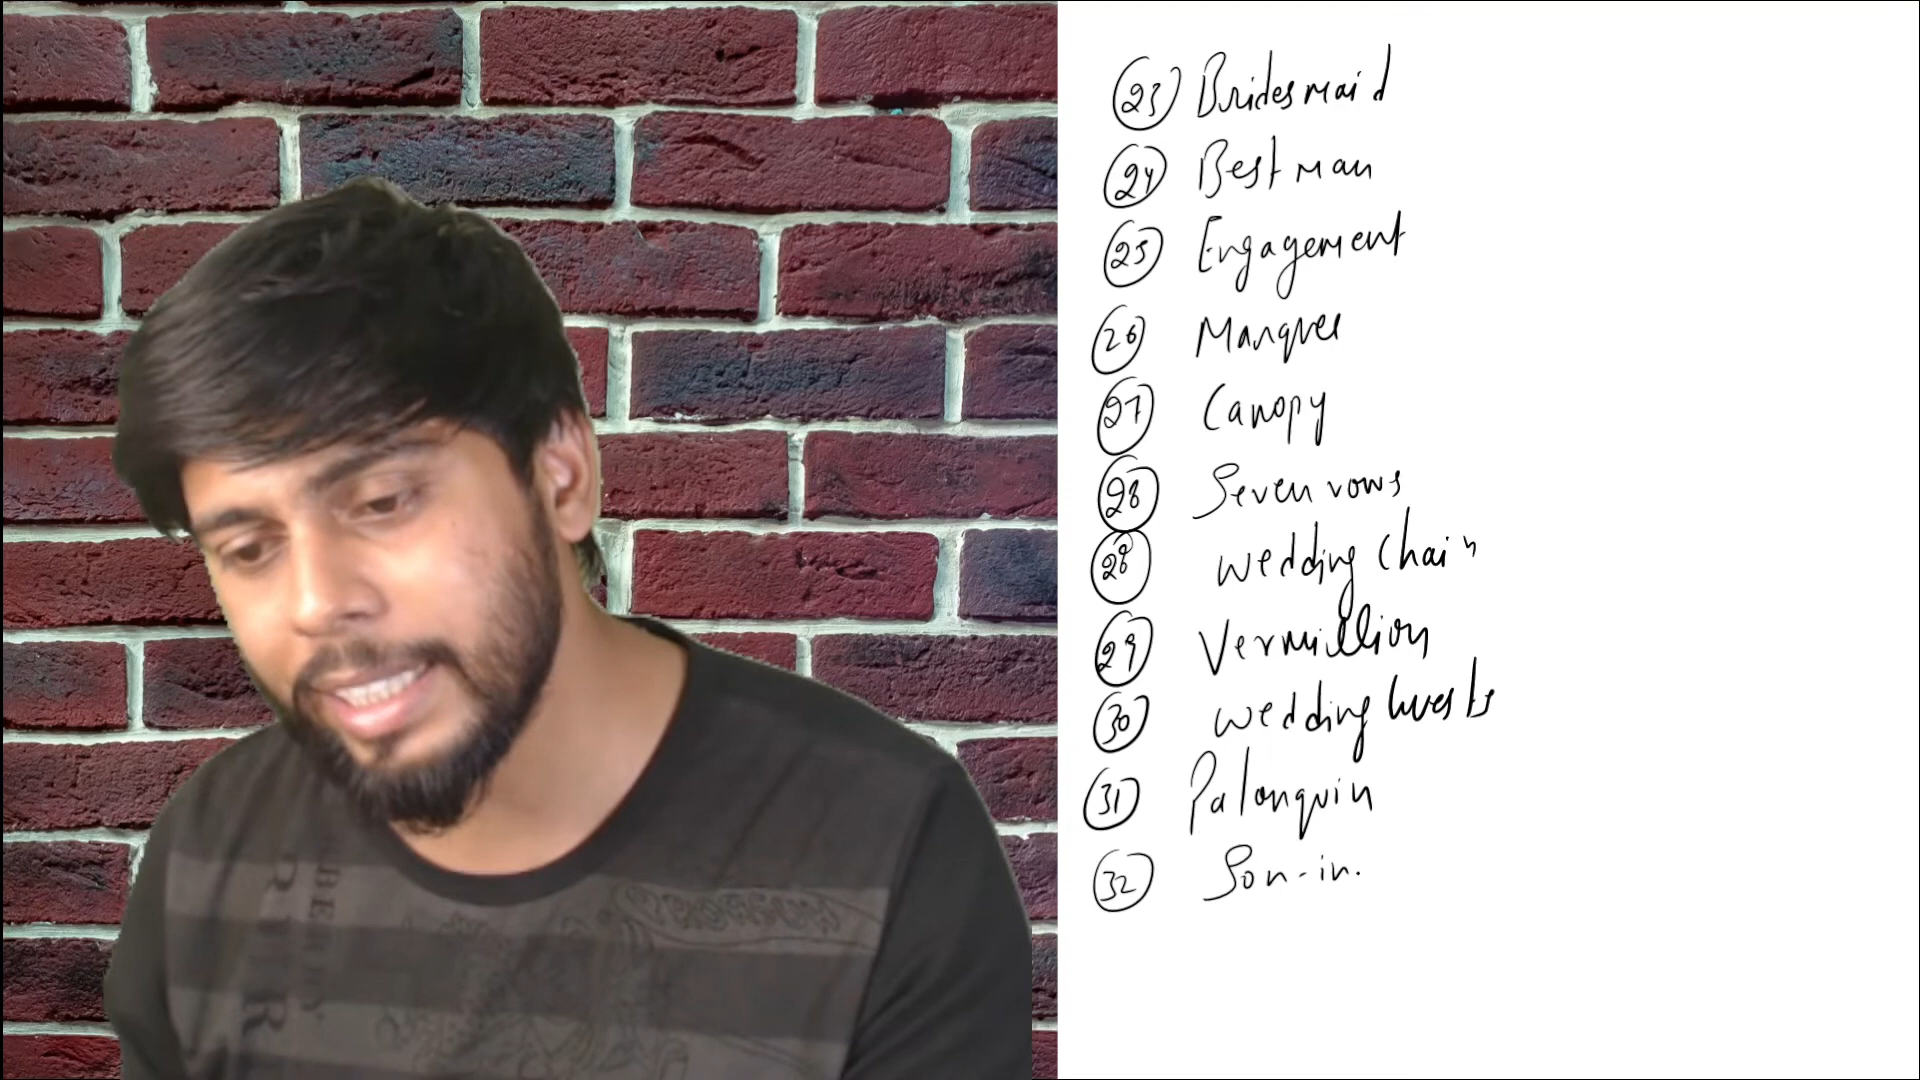 23 Bridesmaid
24 Best man
25 Engagement
26 Marquee
27 Canopy
28 Seven vows
28 wedding chain
29 Vermillion
30 wedding Guests
31 Palanquin
32 Son-in.